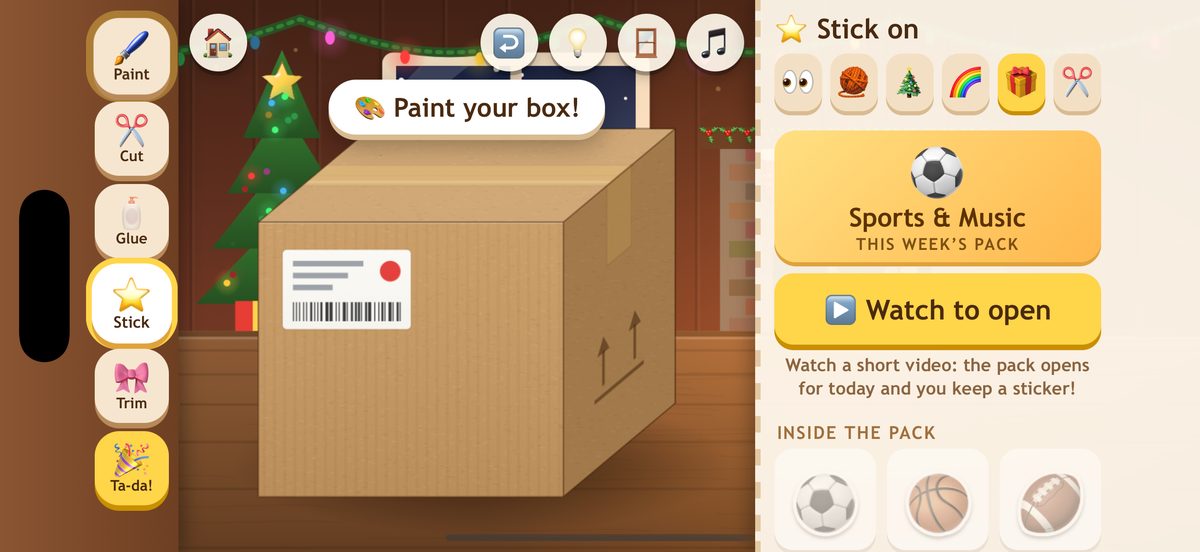 Paint
Cut
Glue
Stick
Trim
Ta-da!
Paint your box!
Stick on
Sports & Music
THIS WEEK'S PACK
Watch to open
Watch a short video: the pack opens
for today and you keep a sticker!
INSIDE THE PACK